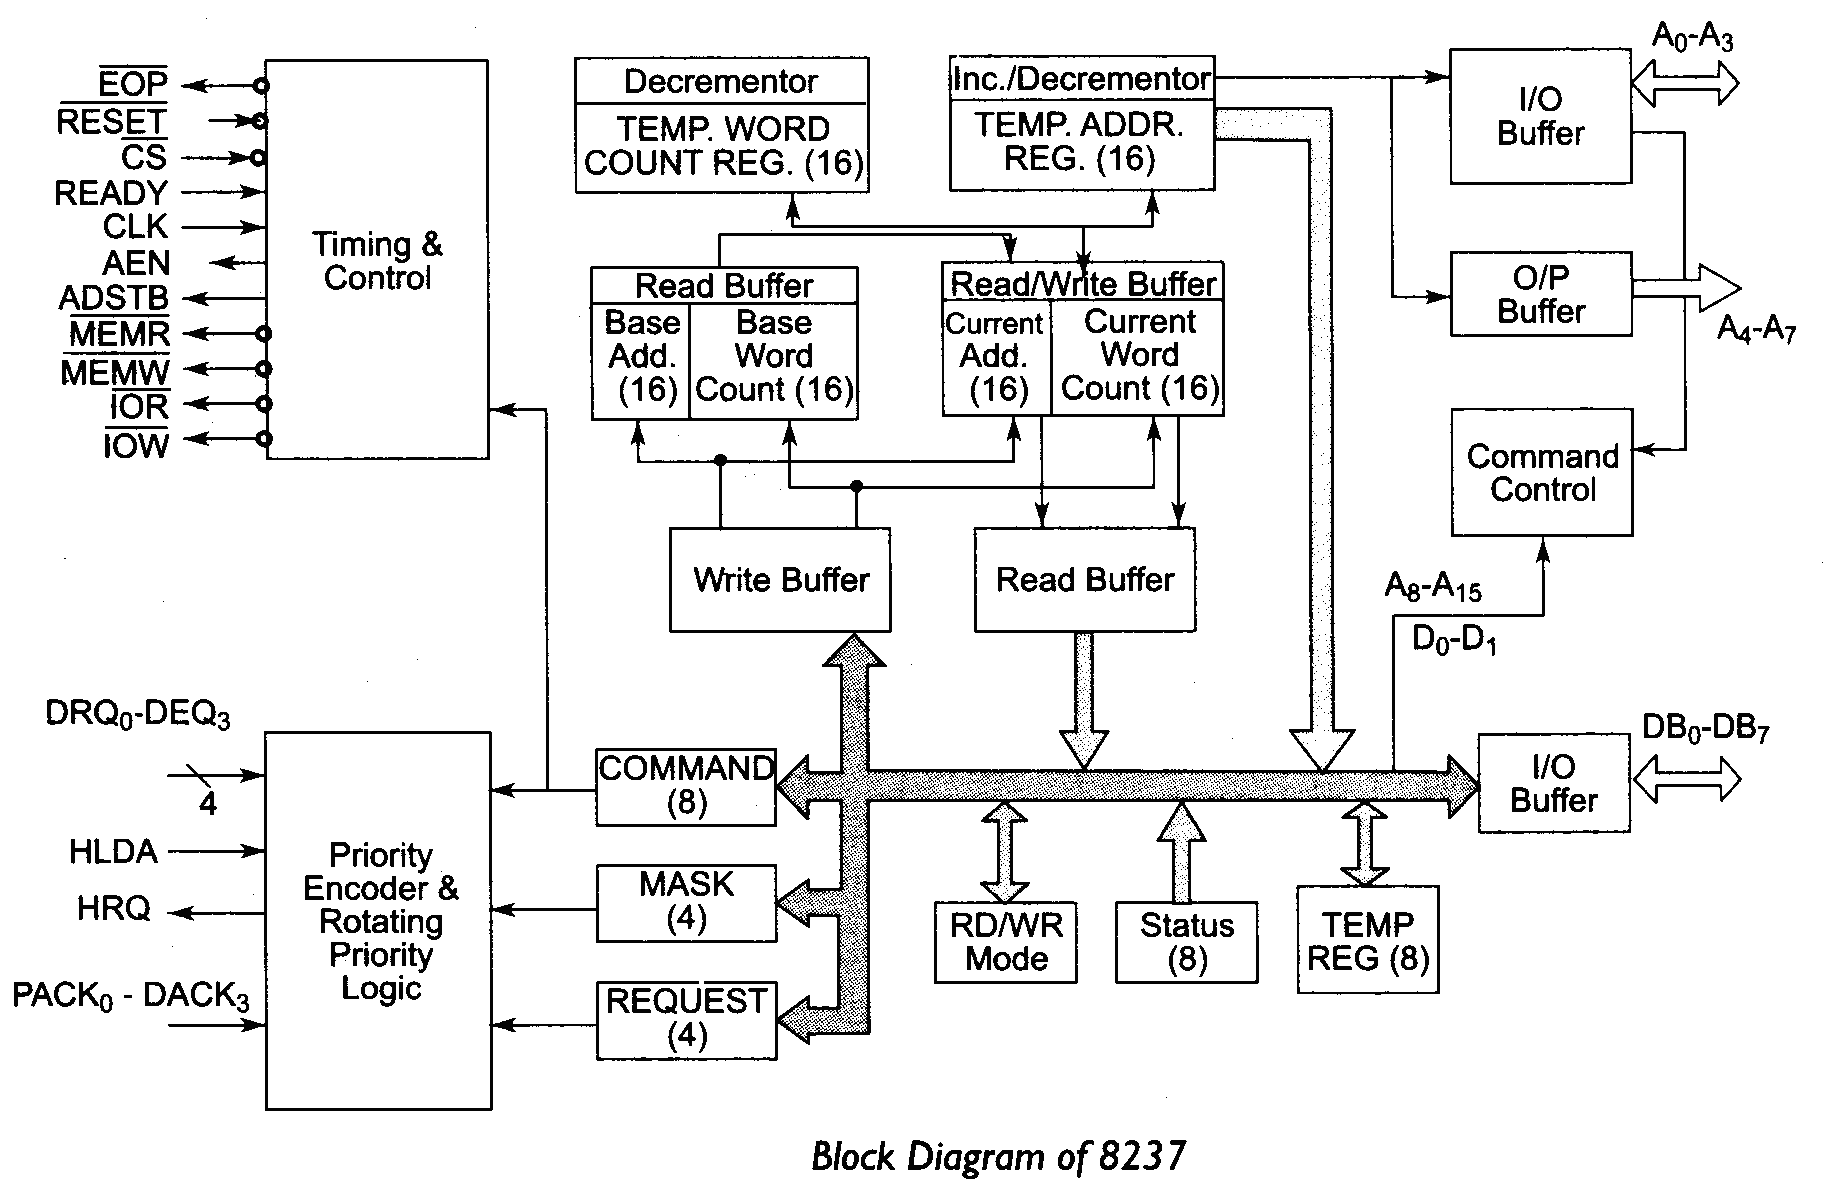 EOP
RESET
CS
READY
CLK
AEN
ADSTB
MEMR
MEMW
IOR
IOW
Timing &
Control
Decrementor
TEMP. WORD
COUNT REG. (16)
Inc./Decrementor
TEMP. ADDR.
REG. (16)
I/O
Buffer
A0-A3
O/P
Buffer
A4-A7
Read Buffer
Base
Add.
(16)
Base
Word
Count (16)
Read/Write Buffer
Current
Add.
(16)
Current
Word
Count (16)
Command
Control
Write Buffer
Read Buffer
A8-A15
D0-D1
DRQ0-DEQ3
4
HLDA
HRQ
PACK0 - DACK3
Priority
Encoder &
Rotating
Priority
Logic
COMMAND
(8)
MASK
(4)
REQUEST
(4)
RD/WR
Mode
Status
(8)
TEMP
REG (8)
I/O
Buffer
DB0-DB7
Block Diagram of 8237